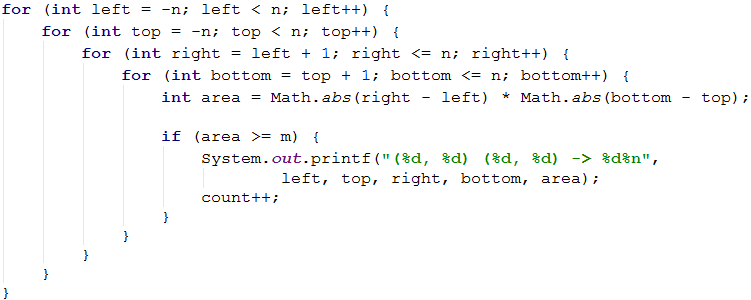 for (int left = -n; left < n; left++) {
    for (int top = -n; top < n; top++) {
        for (int right = left + 1; right <= n; right++) {
            for (int bottom = top + 1; bottom <= n; bottom++) {
                int area = Math.abs(right - left) * Math.abs(bottom - top);

                if (area >= m) {
                    System.out.printf("(%d, %d) (%d, %d) -> %d%n",
                            left, top, right, bottom, area);
                    count++;
                }
            }
        }
    }
}